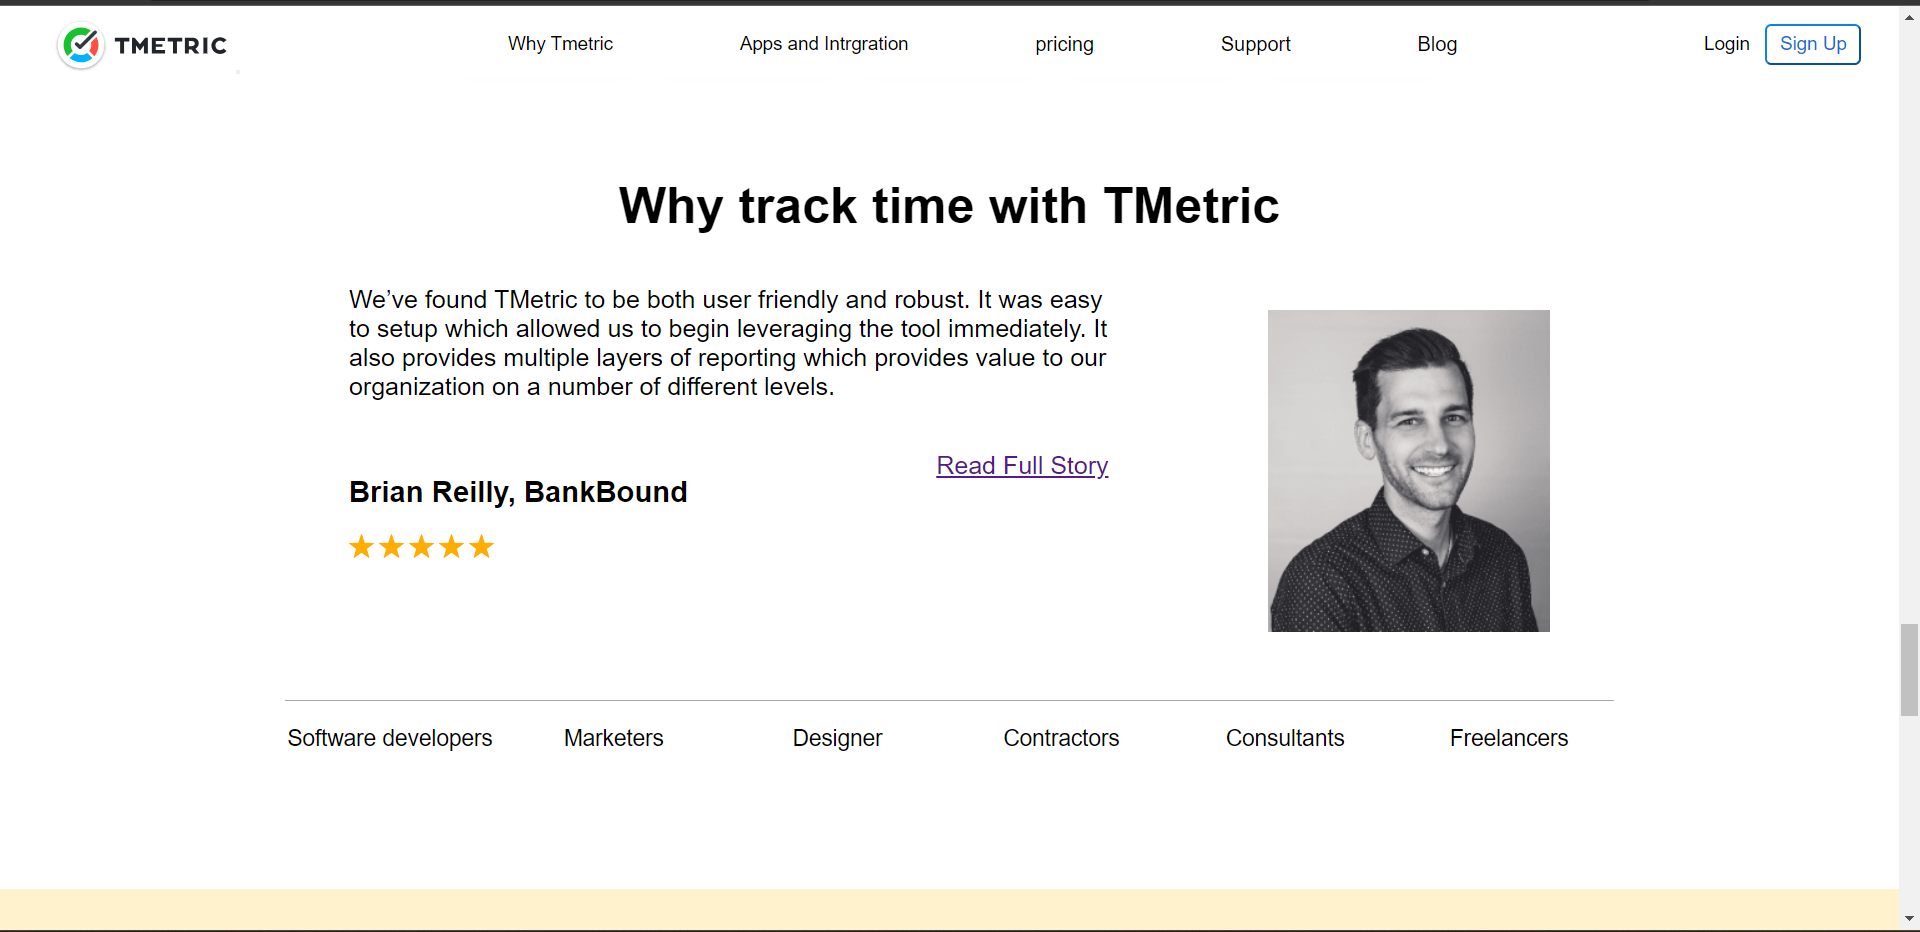 TMETRIC
Why Tmetric
Apps and Intrgration
pricing
Support
Blog
Login
Sign Up
Why track time with TMetric
We’ve found TMetric to be both user friendly and robust. It was easy
to setup which allowed us to begin leveraging the tool immediately. It
also provides multiple layers of reporting which provides value to our
organization on a number of different levels.
Read Full Story
Brian Reilly, BankBound
Software developers
Marketers
Designer
Contractors
Consultants
Freelancers